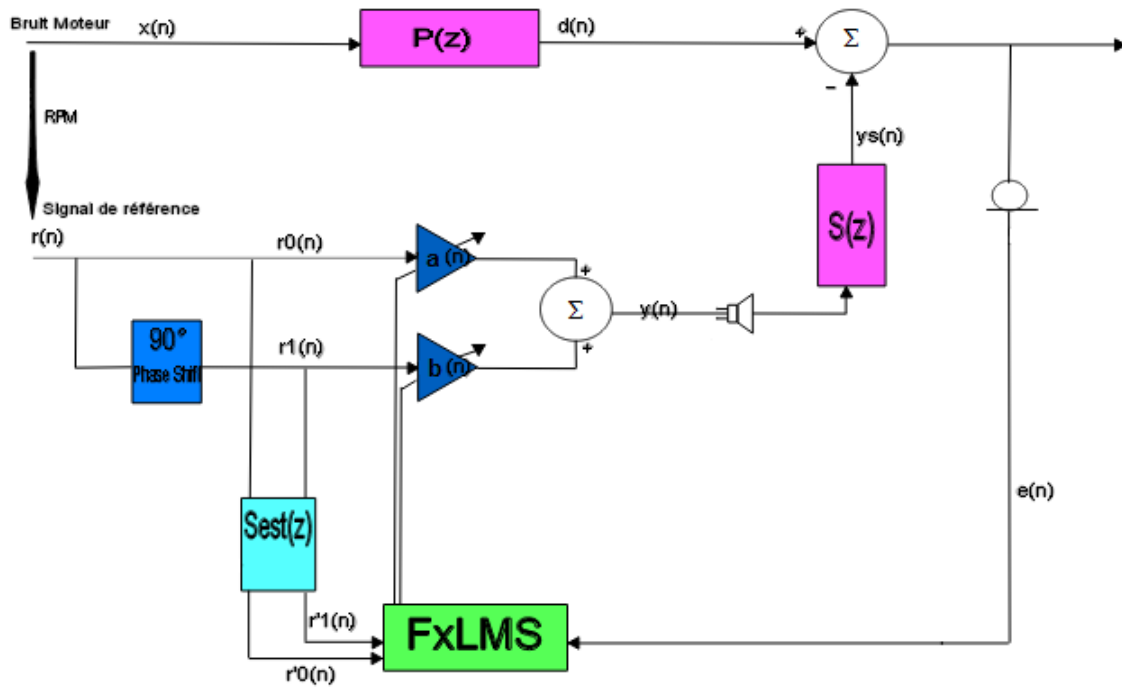 Bruit Moteur
x(n)
P(z)
d(n)
+
Σ
-
RPM
ys(n)
S(z)
Signal de référence
r(n)
r0(n)
a (n)
+
Σ
y(n)
+
90°
Phase Shift
r1(n)
b (n)
Sest(z)
e(n)
r'1(n)
FxLMS
r'0(n)